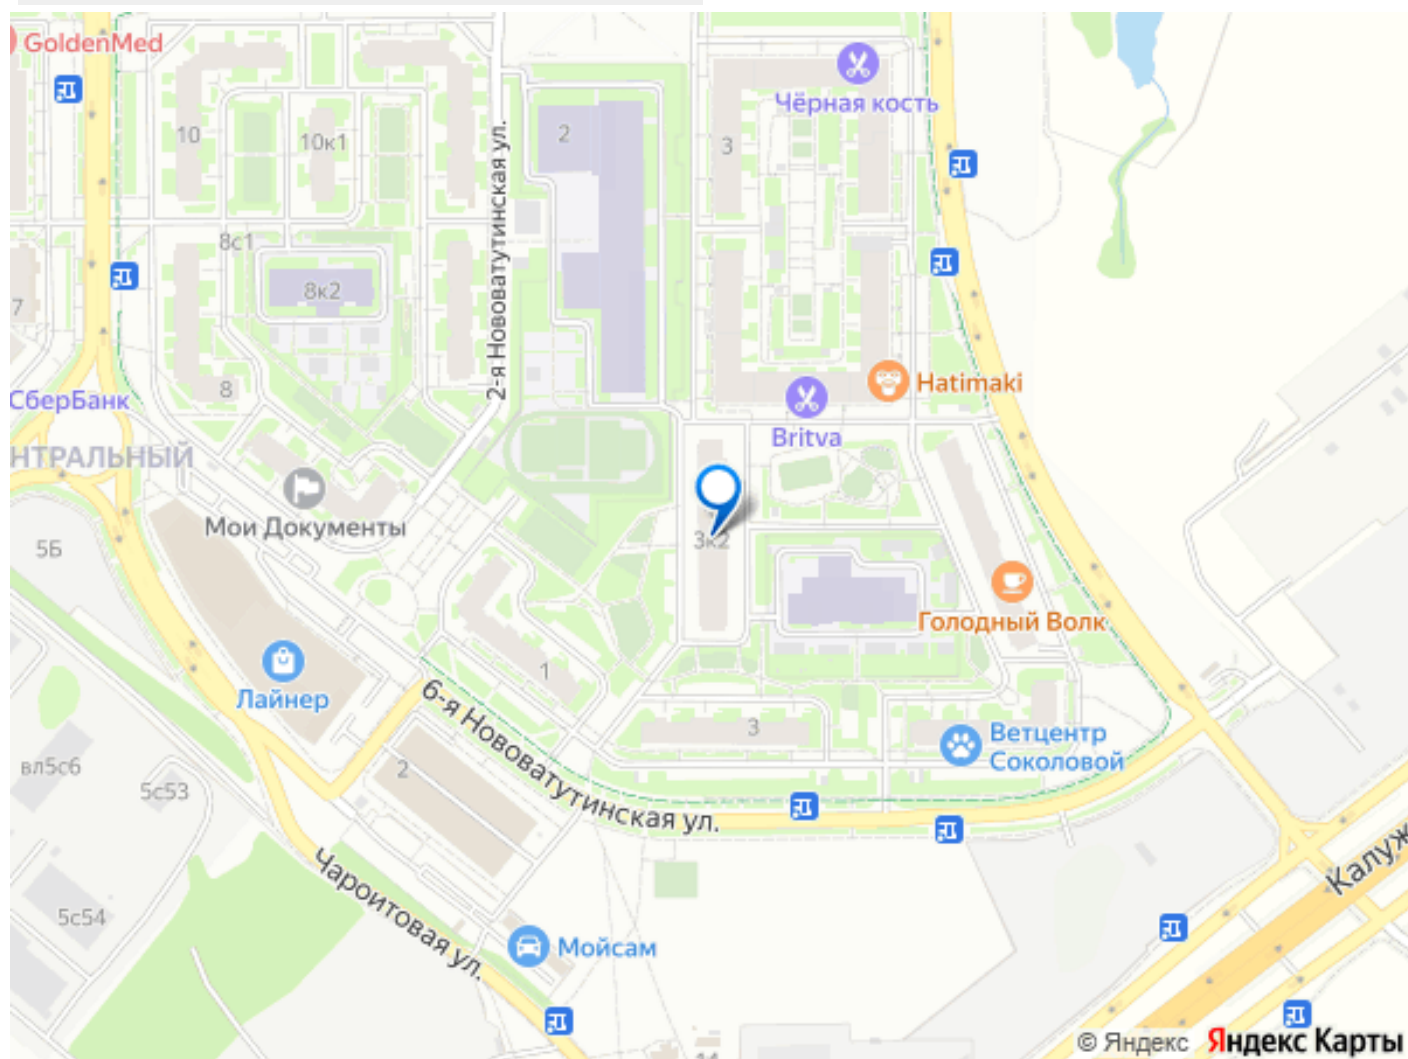 GoldenMed
Чёрная кость
10
10к1
2
3
2-я Нововатутинская ул.
8с1
8к2
7
8
Hatimaki
СберБанк
Britva
НТРАЛЬНЫЙ
Мои Документы
5Б
3к2
Голодный Волк
1
Лайнер
6-я Нововатутинская ул.
3
Ветцентр
Соколовой
вл5с6
2
5с53
Калуж
Чароитовая ул.
5с54
Мойсам
© Яндекс Яндекс Карты